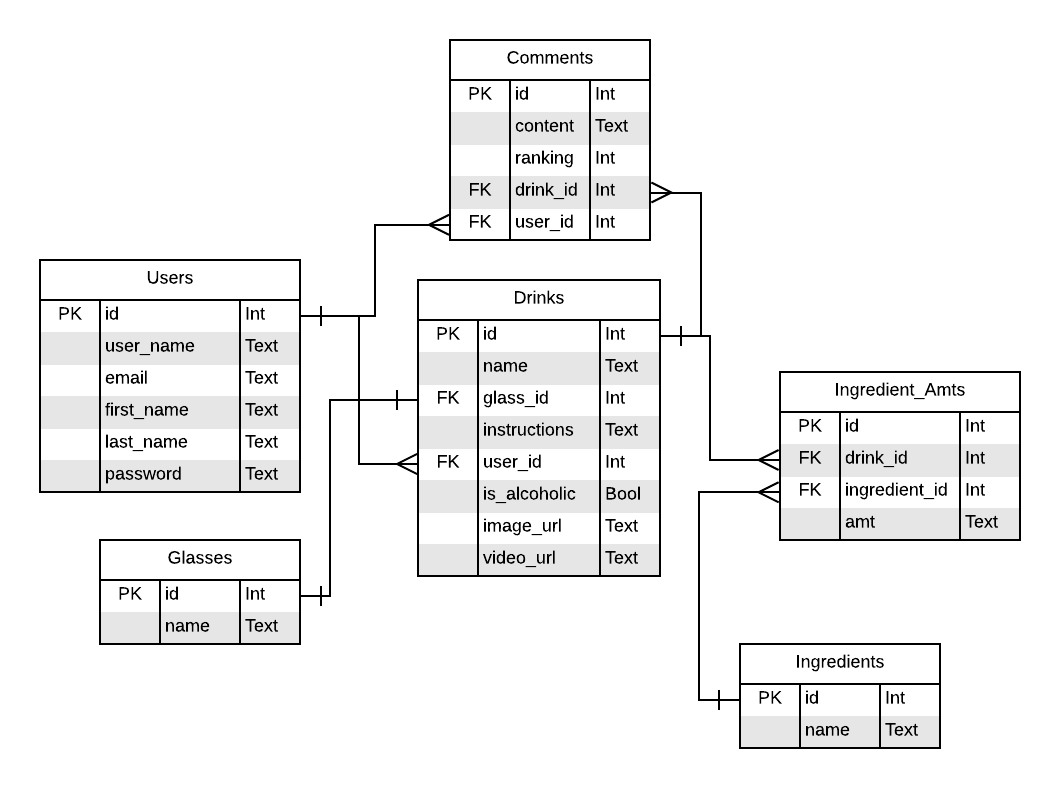 Comments
PK id Int
content Text
ranking Int
FK drink_id Int
FK user_id Int
Users
PK id Int
user_name Text
email Text
first_name Text
last_name Text
password Text
Drinks
PK id Int
name Text
FK glass_id Int
instructions Text
FK user_id Int
is_alcoholic Bool
image_url Text
video_url Text
Ingredient_Amts
PK id Int
FK drink_id Int
FK ingredient_id Int
amt Text
Glasses
PK id Int
name Text
Ingredients
PK id Int
name Text